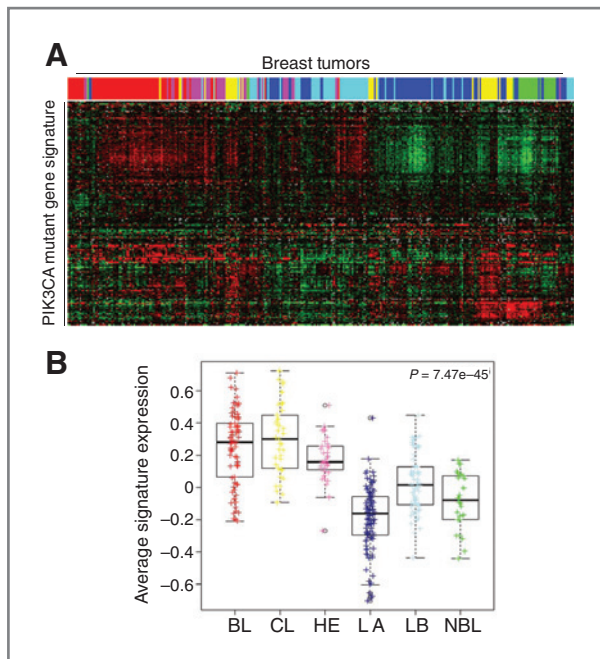 A
Breast tumors
PIK3CA mutant gene signature
B
P = 7.47e–45
Average signature expression
0.6
0.4
0.2
0
–0.2
–0.4
–0.6
BL CL HE LA LB NBL